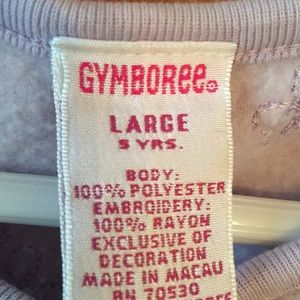 GYMBOREE
LARGE
5 YRS.
BODY:
100% POLYESTER
EMBROIDERY:
100% RAYON
EXCLUSIVE OF
DECORATION
MADE IN MACAU
RN 70530